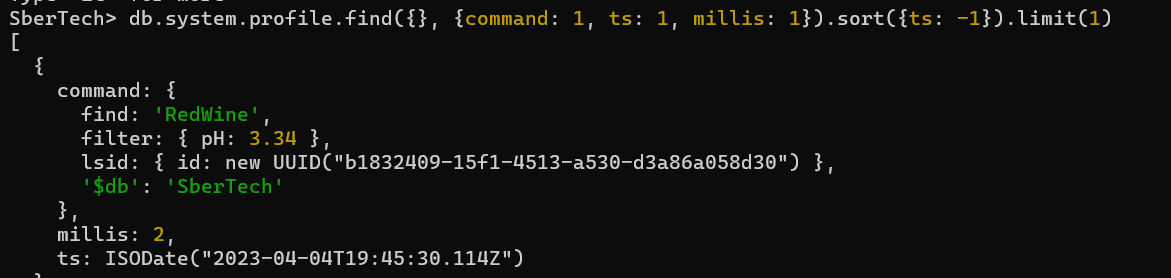 SberTech> db.system.profile.find({}, {command: 1, ts: 1, millis: 1}).sort({ts: -1}).limit(1)
[
  {
    command: {
      find: 'RedWine',
      filter: { pH: 3.34 },
      lsid: { id: new UUID("b1832409-15f1-4513-a530-d3a86a058d30") },
      '$db': 'SberTech'
    },
    millis: 2,
    ts: ISODate("2023-04-04T19:45:30.114Z")